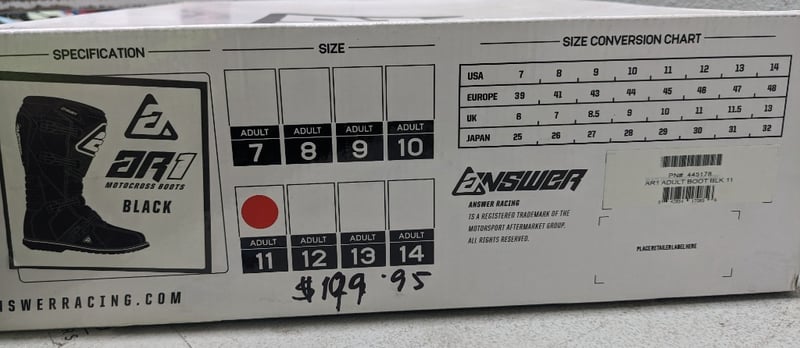 SPECIFICATION
AR1
MOTOCROSS BOOTS
BLACK
NSWERRACING.COM
SIZE
ADULT 7 ADULT 8 ADULT 9 ADULT 10
ADULT 11 ADULT 12 ADULT 13 ADULT 14
$199.95
SIZE CONVERSION CHART
USA 7 8 9 10 11 12 13 14
EUROPE 39 41 43 44 45 46 47 48
UK 6 7 8.5 9 10 11 11.5 13
JAPAN 25 26 27 28 29 30 31 32
ANSWER
ANSWER RACING
IS A REGISTERED TRADEMARK OF THE
MOTORSPORT AFTERMARKET GROUP.
ALL RIGHTS RESERVED.
PN# 445178
AR1 ADULT BOOT BLK 11
PLACE RETAILER LABEL HERE